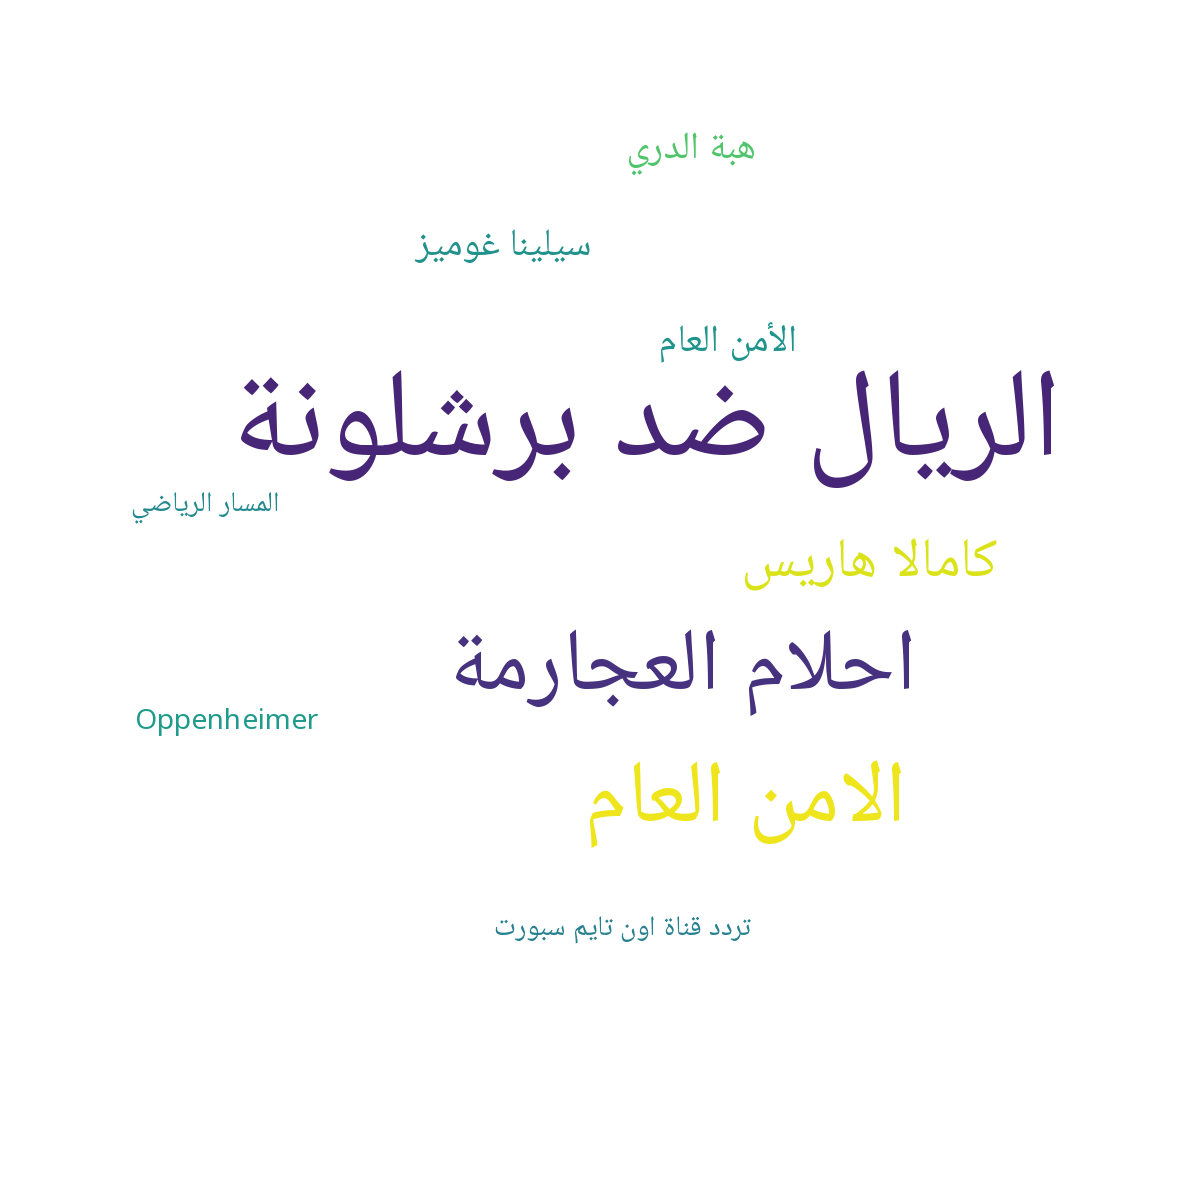 هبة الدري
سيلينا غوميز
الأمن العام
الريال ضد برشلونة
المسار الرياضي
كامالا هاريس
احلام العجارمة
Oppenheimer
الامن العام
تردد قناة اون تايم سبورت